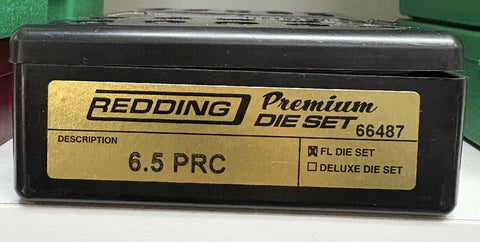 REDDING Premium
DIE SET 66487
DESCRIPTION
6.5 PRC
☒ FL DIE SET
☐ DELUXE DIE SET